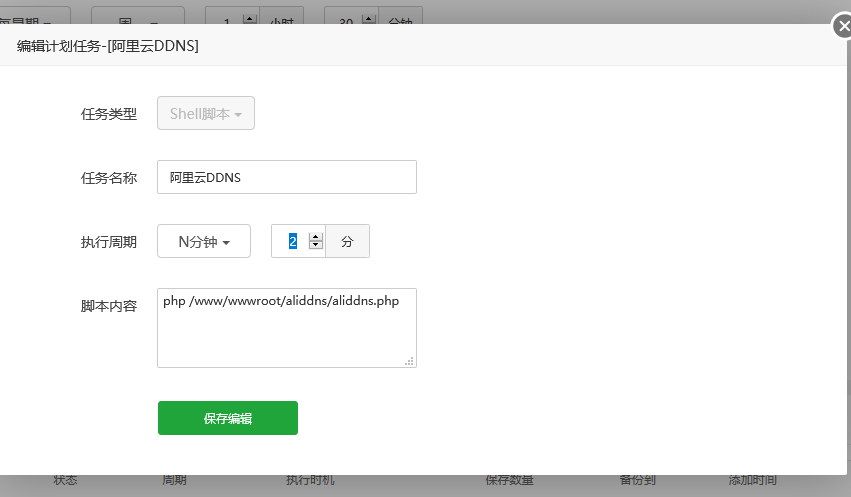 每星期 周 1 小时 30 分钟
编辑计划任务-[阿里云DDNS]
任务类型 Shell脚本
任务名称 阿里云DDNS
执行周期 N分钟 2 分
脚本内容 php /www/wwwroot/aliddns/aliddns.php
保存编辑
状态 周期 执行时机 保存数量 备份到 添加时间